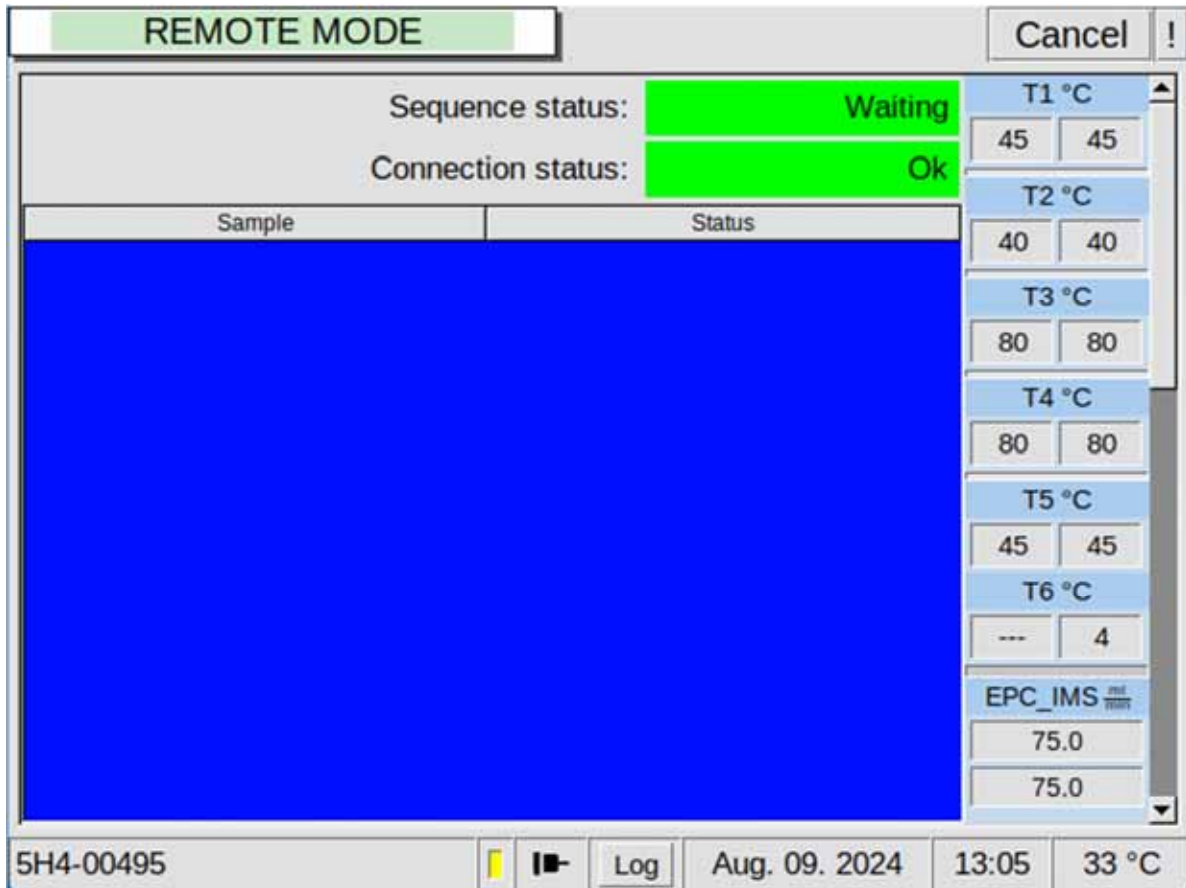 REMOTE MODE
Cancel !
Sequence status: Waiting
Connection status: Ok
Sample Status
T1 °C
45 45
T2 °C
40 40
T3 °C
80 80
T4 °C
80 80
T5 °C
45 45
T6 °C
--- 4
EPC_IMS ml/min
75.0
75.0
5H4-00495 Log Aug. 09. 2024 13:05 33 °C